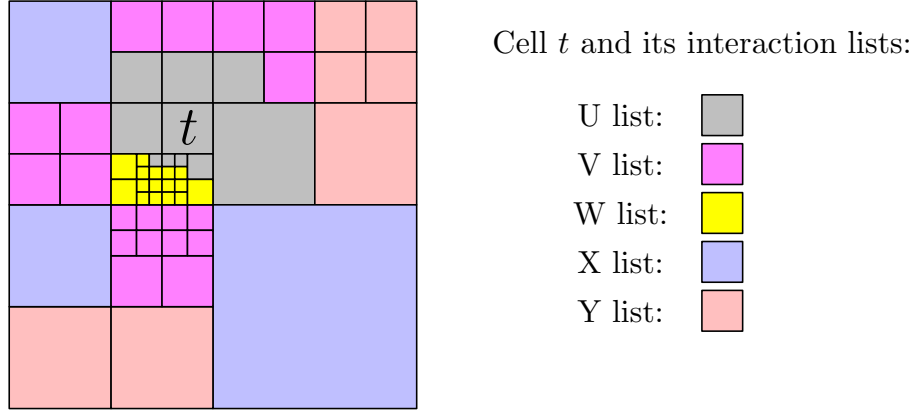 Cell t and its interaction lists:
t
U list:
V list:
W list:
X list:
Y list: